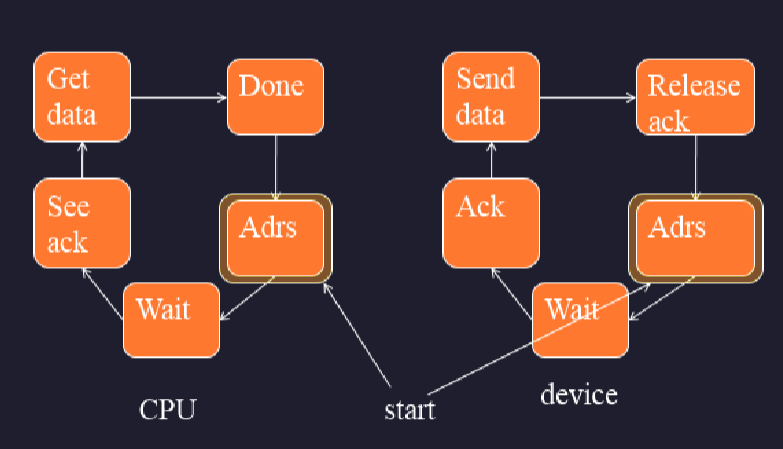 Get
data
Done
Send
data
Release
ack
See
ack
Adrs
Ack
Adrs
Wait
Wait
CPU
start
device